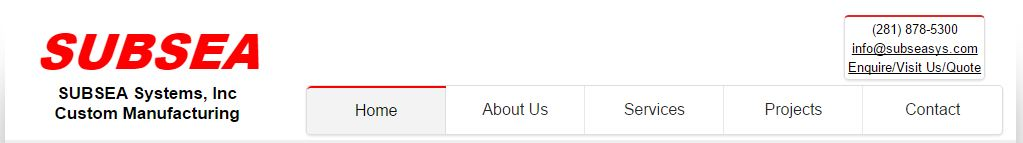 SUBSEA
SUBSEA Systems, Inc
Custom Manufacturing
(281) 878-5300
info@subseasys.com
Enquire/Visit Us/Quote
Home About Us Services Projects Contact